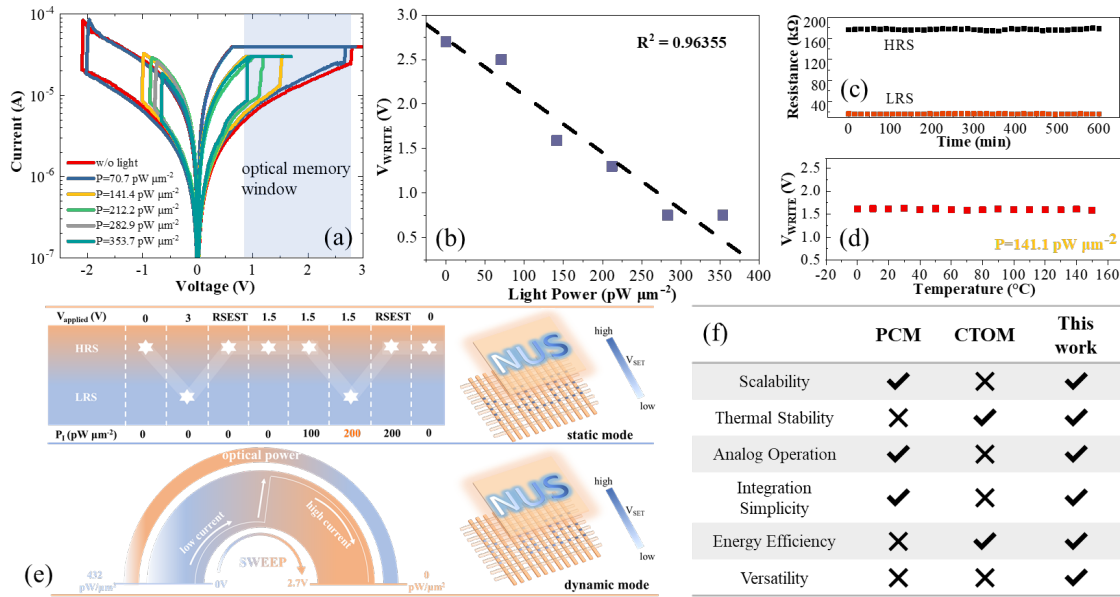 10⁻⁴
10⁻⁵
10⁻⁶
10⁻⁷
Current (A)
-2 -1 0 1 2 3
Voltage (V)
w/o light
P=70.7 pW μm⁻²
P=141.4 pW μm⁻²
P=212.2 pW μm⁻²
P=282.9 pW μm⁻²
P=353.7 pW μm⁻²
optical memory
window
(a)
3.0
2.5
2.0
1.5
1.0
0.5
V_WRITE (V)
R² = 0.96355
(b)
0 50 100 150 200 250 300 350 400
Light Power (pW μm⁻²)
200
160
120
80
40
Resistance (kΩ)
HRS
LRS
(c)
0 100 200 300 400 500 600
Time (min)
2.5
2.0
1.5
1.0
0.5
V_WRITE (V)
(d)
P=141.1 pW μm⁻²
-20 0 20 40 60 80 100 120 140 160
Temperature (°C)
V_applied (V) 0 3 RSEST 1.5 1.5 1.5 RSEST 0
HRS
LRS
P_l (pW μm⁻²) 0 0 0 0 100 200 200 0
NUS
high
V_SET
low
static mode
optical power
low current
high current
SWEEP
432
pW/μm²
0V
2.7V
0
pW/μm²
(e)
NUS
high
V_SET
low
dynamic mode
(f) PCM CTOM This
work
Scalability ✓ ✕ ✓
Thermal Stability ✕ ✓ ✓
Analog Operation ✓ ✕ ✓
Integration
Simplicity ✓ ✕ ✓
Energy Efficiency ✕ ✓ ✓
Versatility ✕ ✕ ✓